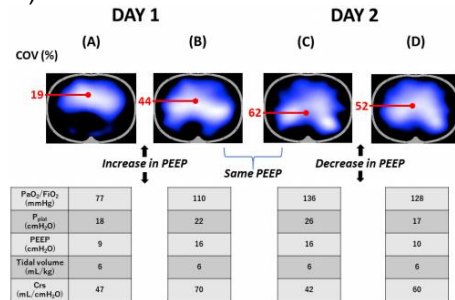 DAY 1 DAY 2
(A) (B) (C) (D)
COV (%)
19 44 62 52
Increase in PEEP Same PEEP Decrease in PEEP
PaO2/FiO2 (mmHg) 77 110 136 128
Pplat (cmH2O) 18 22 26 17
PEEP (cmH2O) 9 16 16 10
Tidal volume (mL/kg) 6 6 6 6
Crs (mL/cmH2O) 47 70 42 60